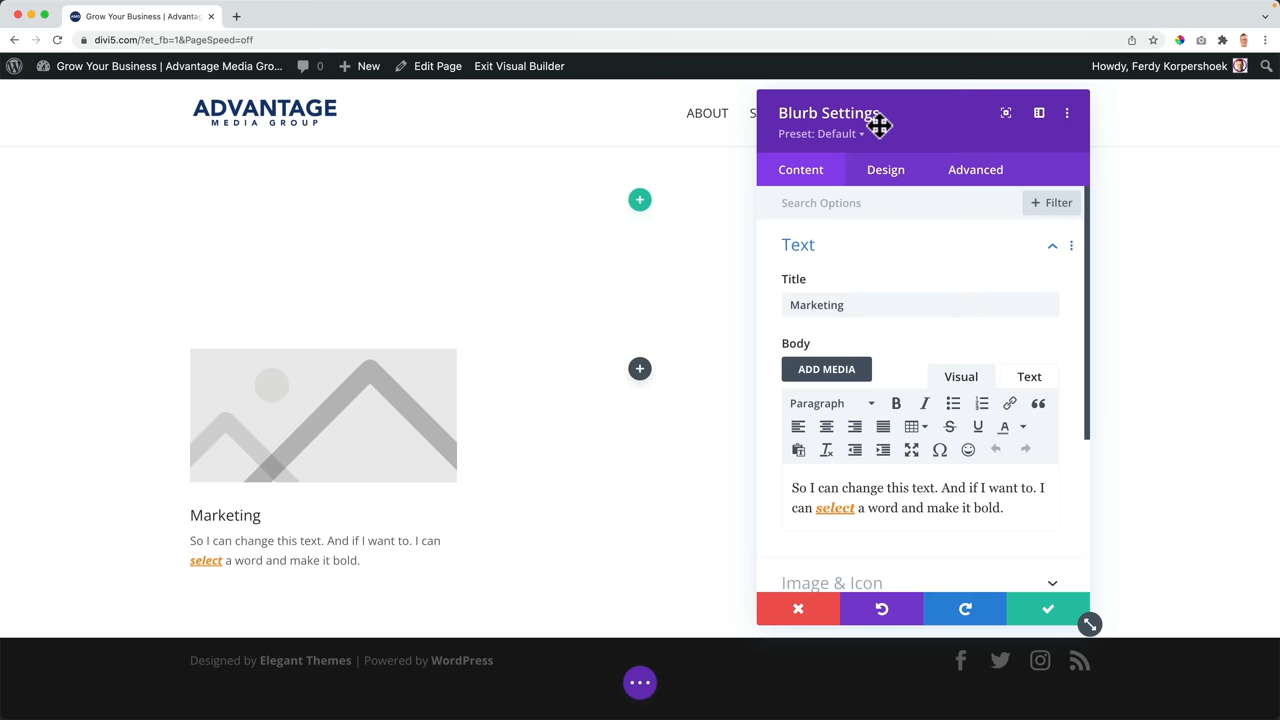 Grow Your Business | Advanta
divi5.com/?et_fb=1&PageSpeed=off
Grow Your Business | Advantage Media Gro...
0
New
Edit Page
Exit Visual Builder
Howdy, Ferdy Korpershoek
ADVANTAGE
MEDIA GROUP
ABOUT
S
Blurb Settings
Preset: Default
Content
Design
Advanced
Search Options
+ Filter
Text
Title
Marketing
Body
ADD MEDIA
Visual
Text
Paragraph
So I can change this text. And if I want to. I
can select a word and make it bold.
Image & Icon
Marketing
So I can change this text. And if I want to. I can
select a word and make it bold.
Designed by Elegant Themes | Powered by WordPress